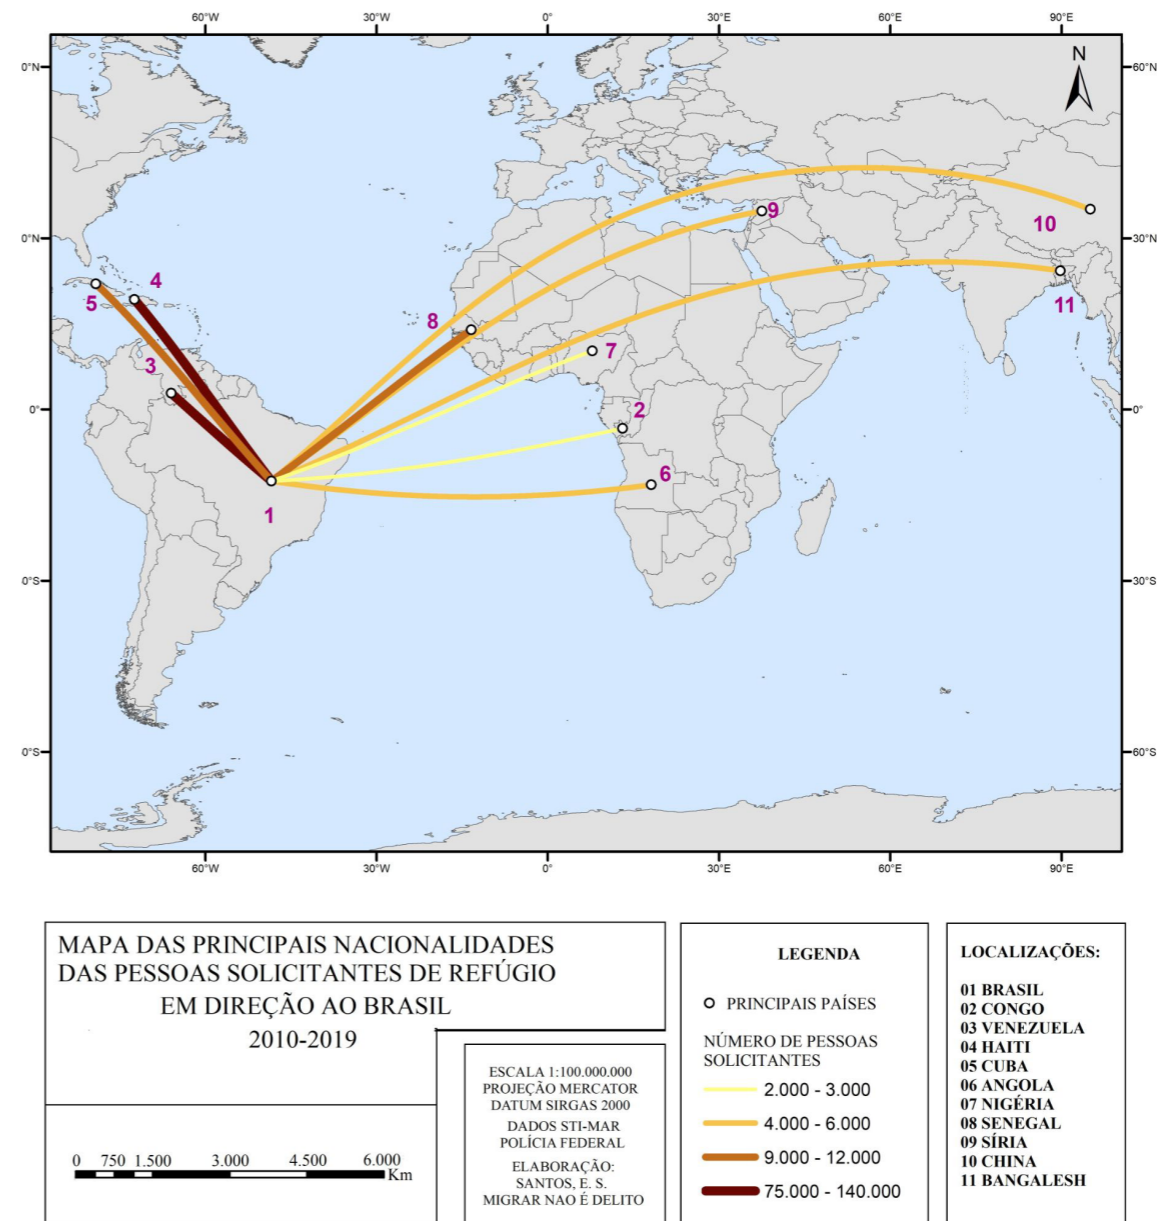 60°W 30°W 0° 30°E 60°E 90°E
N
0°N 60°N
9
10
0°N 30°N
4
5
11
8
7
3
0° 0°
2
6
1
0°S 30°S
0°S 60°S
60°W 30°W 0° 30°E 60°E 90°E
MAPA DAS PRINCIPAIS NACIONALIDADES
DAS PESSOAS SOLICITANTES DE REFÚGIO
EM DIREÇÃO AO BRASIL
2010-2019
0 750 1.500 3.000 4.500 6.000
Km
ESCALA 1:100.000.000
PROJEÇÃO MERCATOR
DATUM SIRGAS 2000
DADOS STI-MAR
POLÍCIA FEDERAL
ELABORAÇÃO:
SANTOS, E. S.
MIGRAR NAO É DELITO
LEGENDA
PRINCIPAIS PAÍSES
NÚMERO DE PESSOAS
SOLICITANTES
2.000 - 3.000
4.000 - 6.000
9.000 - 12.000
75.000 - 140.000
LOCALIZAÇÕES:
01 BRASIL
02 CONGO
03 VENEZUELA
04 HAITI
05 CUBA
06 ANGOLA
07 NIGÉRIA
08 SENEGAL
09 SÍRIA
10 CHINA
11 BANGALESH